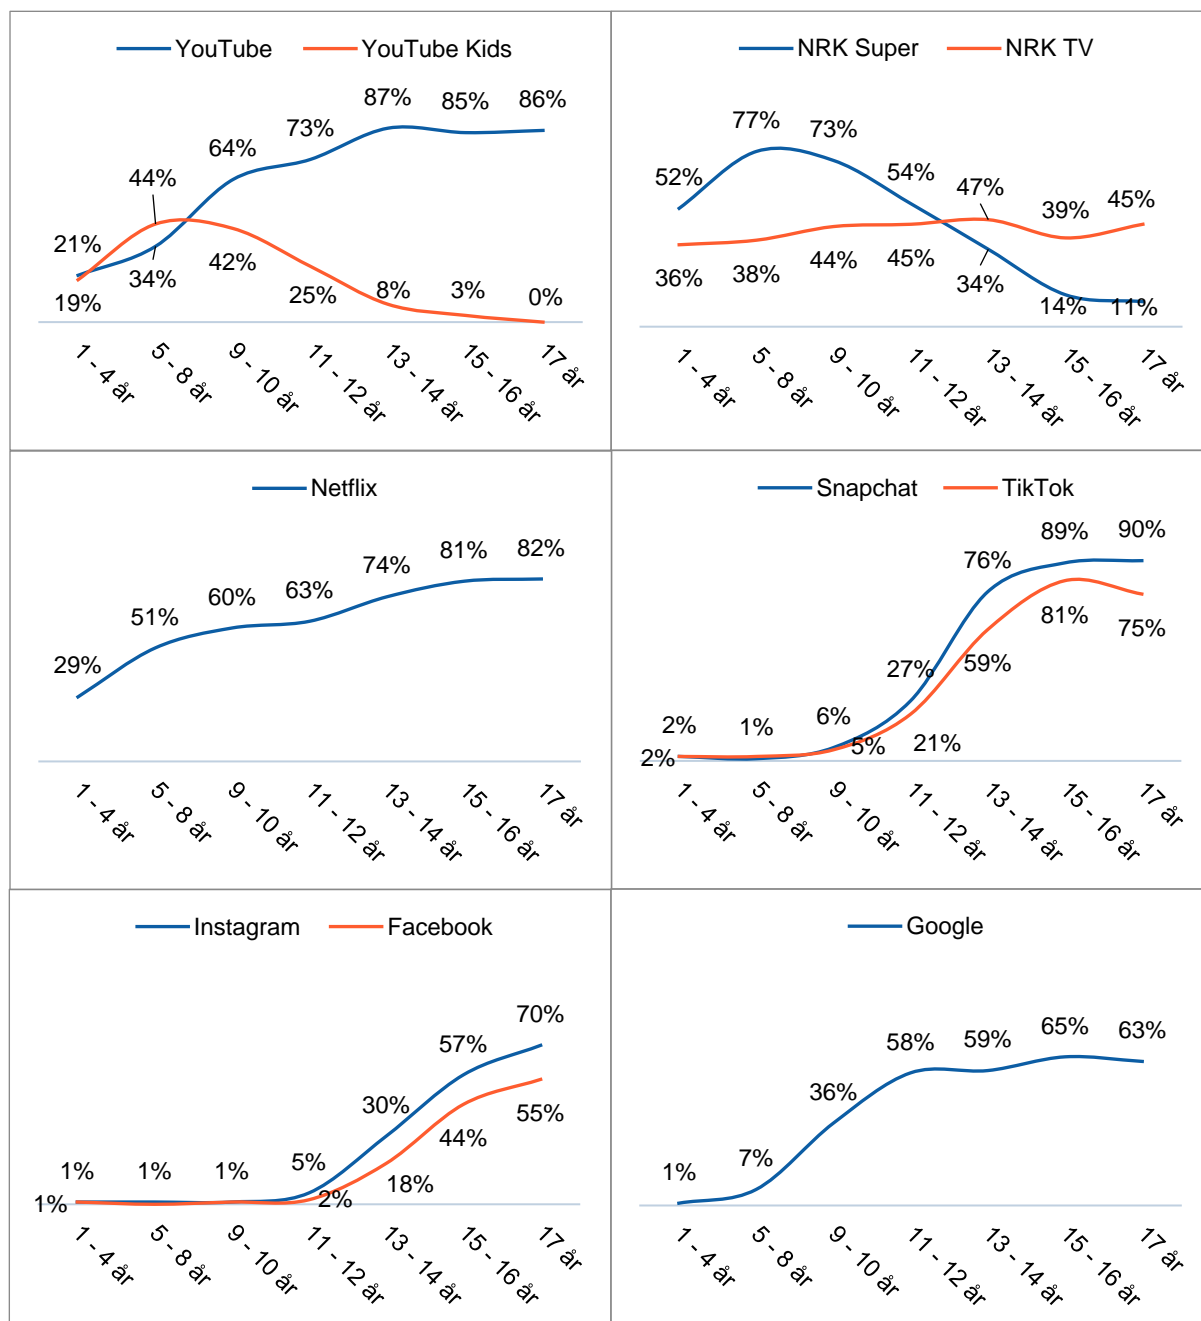 YouTube YouTube Kids
87% 85% 86%
73%
64%
44%
21%
34% 42%
19% 25% 8% 3% 0%
1 - 4 år 5 - 8 år 9 - 10 år 11 - 12 år 13 - 14 år 15 - 16 år 17 år
NRK Super NRK TV
77% 73%
52% 54% 47% 39% 45%
36% 38% 44% 45% 34%
14% 11%
1 - 4 år 5 - 8 år 9 - 10 år 11 - 12 år 13 - 14 år 15 - 16 år 17 år
Netflix
74% 81% 82%
51% 60% 63%
29%
1 - 4 år 5 - 8 år 9 - 10 år 11 - 12 år 13 - 14 år 15 - 16 år 17 år
Snapchat TikTok
76% 89% 90%
27% 59% 81% 75%
2% 1% 6%
2% 5% 21%
1 - 4 år 5 - 8 år 9 - 10 år 11 - 12 år 13 - 14 år 15 - 16 år 17 år
Instagram Facebook
57% 70%
30%
44% 55%
1% 1% 1% 5% 18%
1% 2%
1 - 4 år 5 - 8 år 9 - 10 år 11 - 12 år 13 - 14 år 15 - 16 år 17 år
Google
58% 59% 65% 63%
36%
1% 7%
1 - 4 år 5 - 8 år 9 - 10 år 11 - 12 år 13 - 14 år 15 - 16 år 17 år